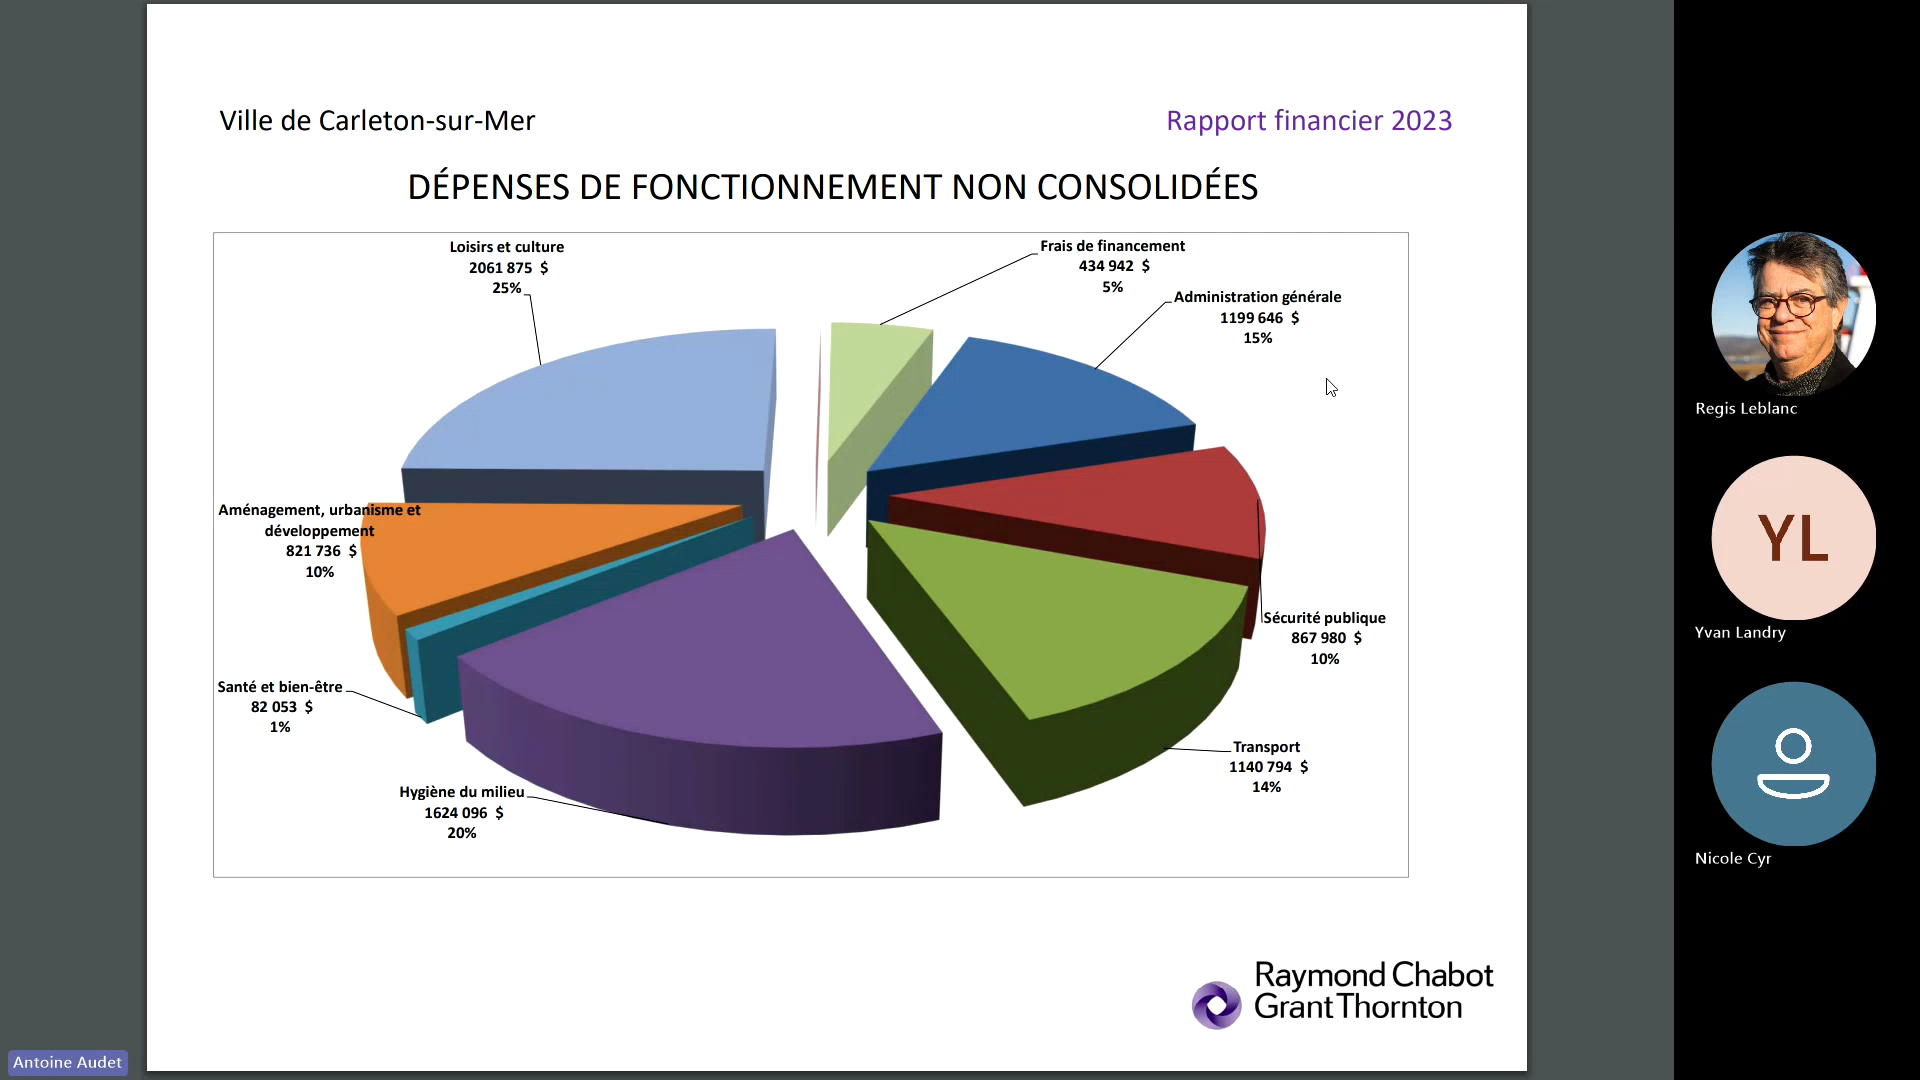 Ville de Carleton-sur-Mer
Rapport financier 2023
DÉPENSES DE FONCTIONNEMENT NON CONSOLIDÉES
Loisirs et culture
2061 875 $
25%
Frais de financement
434 942 $
5%
Administration générale
1199 646 $
15%
Aménagement, urbanisme et
développement
821 736 $
10%
Sécurité publique
867 980 $
10%
Santé et bien-être
82 053 $
1%
Transport
1140 794 $
14%
Hygiène du milieu
1624 096 $
20%
Raymond Chabot
Grant Thornton
Regis Leblanc
YL
Yvan Landry
Nicole Cyr
Antoine Audet